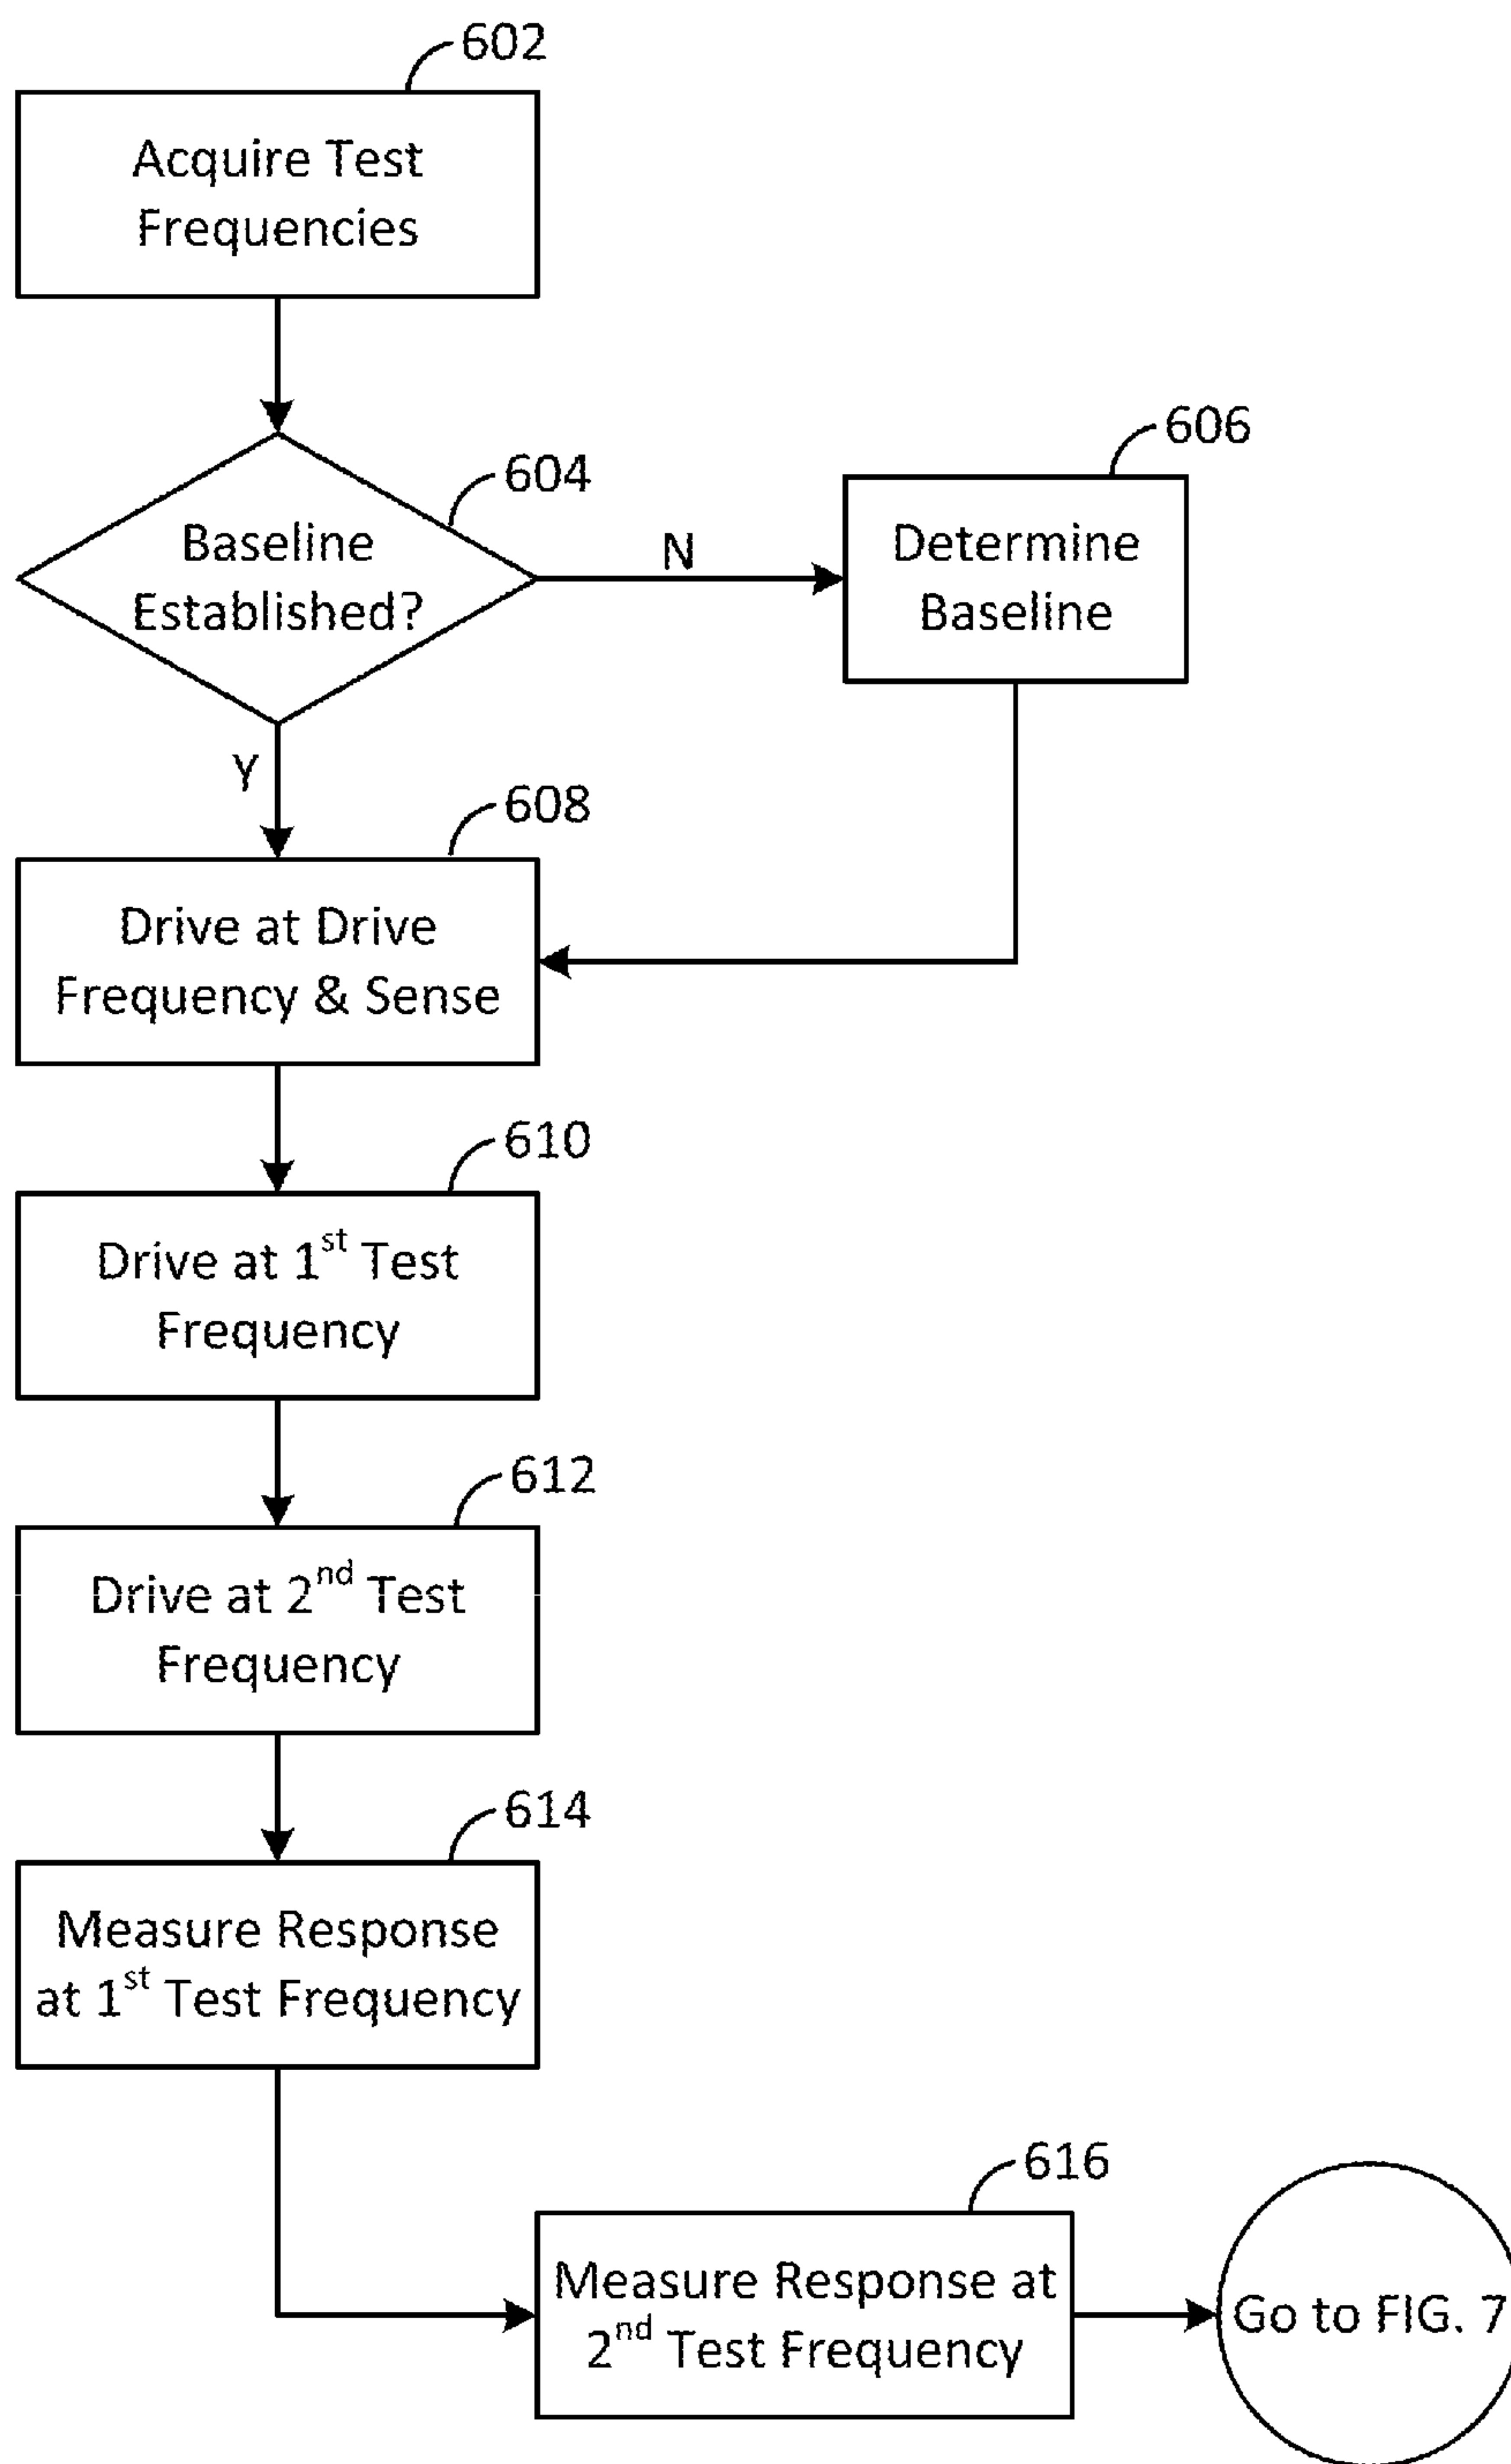 602
Acquire Test
Frequencies
604
Baseline
Established?
N
606
Determine
Baseline
Y
608
Drive at Drive
Frequency & Sense
610
Drive at 1st Test
Frequency
612
Drive at 2nd Test
Frequency
614
Measure Response
at 1st Test Frequency
616
Measure Response at
2nd Test Frequency
Go to FIG. 7